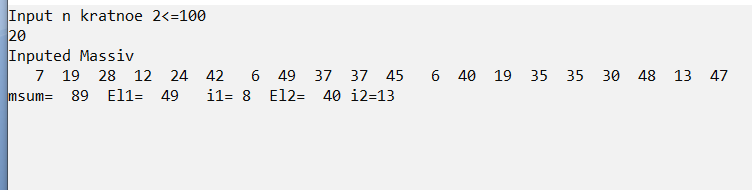 Input n kratnoe 2<=100
20
Inputed Massiv
7 19 28 12 24 42 6 49 37 37 45 6 40 19 35 35 30 48 13 47
msum= 89 El1= 49 i1= 8 El2= 40 i2=13